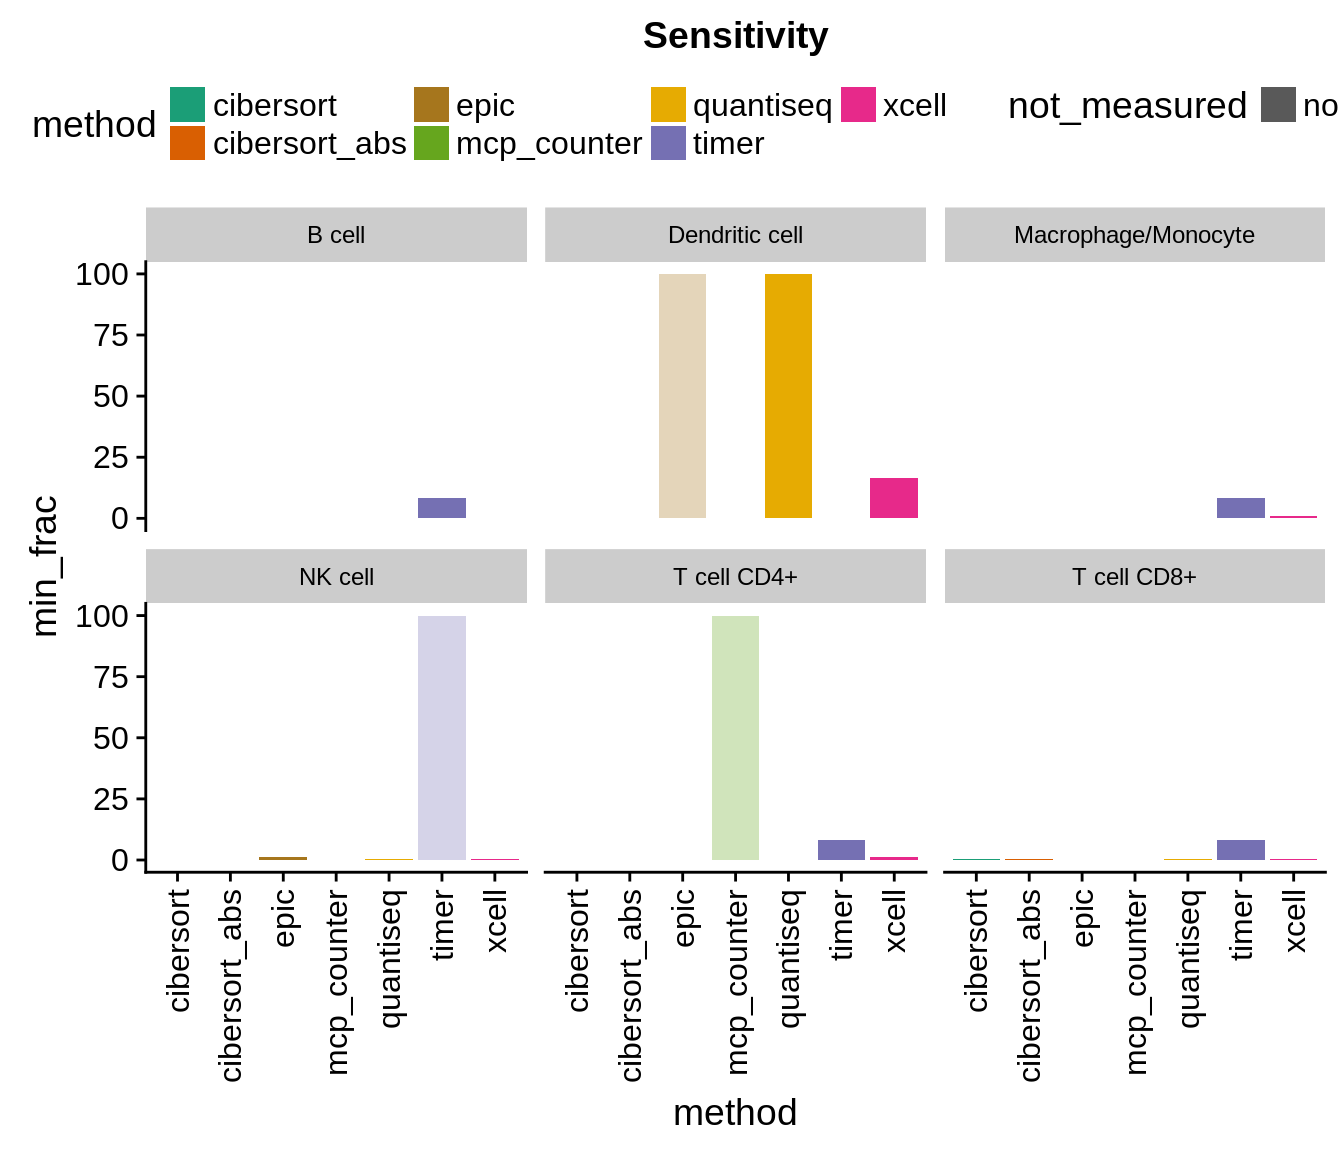 Sensitivity
method cibersort epic quantiseq xcell not_measured no
cibersort_abs mcp_counter timer
B cell Dendritic cell Macrophage/Monocyte
100
75
50
25
0
min_frac
NK cell T cell CD4+ T cell CD8+
100
75
50
25
0
cibersort cibersort_abs epic mcp_counter quantiseq timer xcell cibersort cibersort_abs epic mcp_counter quantiseq timer xcell cibersort cibersort_abs epic mcp_counter quantiseq timer xcell
method